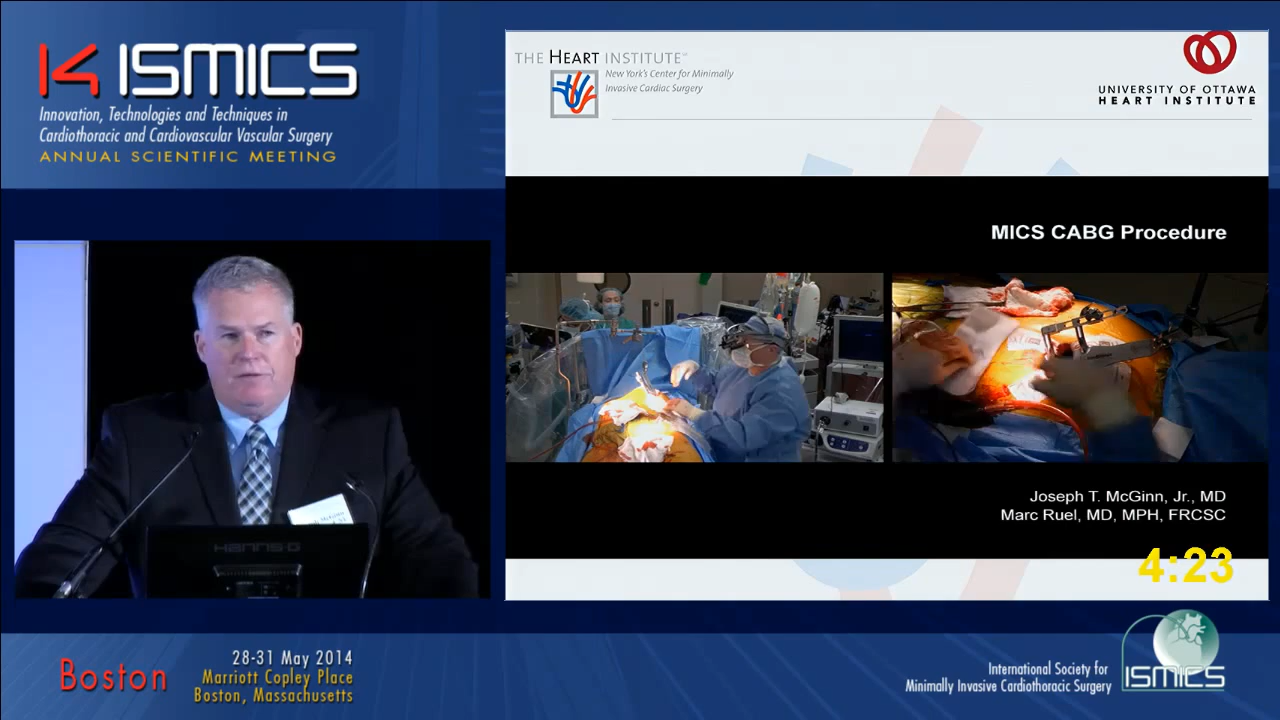 14 ISMICS
Innovation, Technologies and Techniques in
Cardiothoracic and Cardiovascular Vascular Surgery
ANNUAL SCIENTIFIC MEETING
THE HEART INSTITUTE
New York's Center for Minimally
Invasive Cardiac Surgery
UNIVERSITY OF OTTAWA
HEART INSTITUTE
MICS CABG Procedure
Joseph T. McGinn, Jr., MD
Marc Ruel, MD, MPH, FRCSC
4:23
HANNS-G
Boston
28-31 May 2014
Marriott Copley Place
Boston, Massachusetts
International Society for
Minimally Invasive Cardiothoracic Surgery
ISMICS